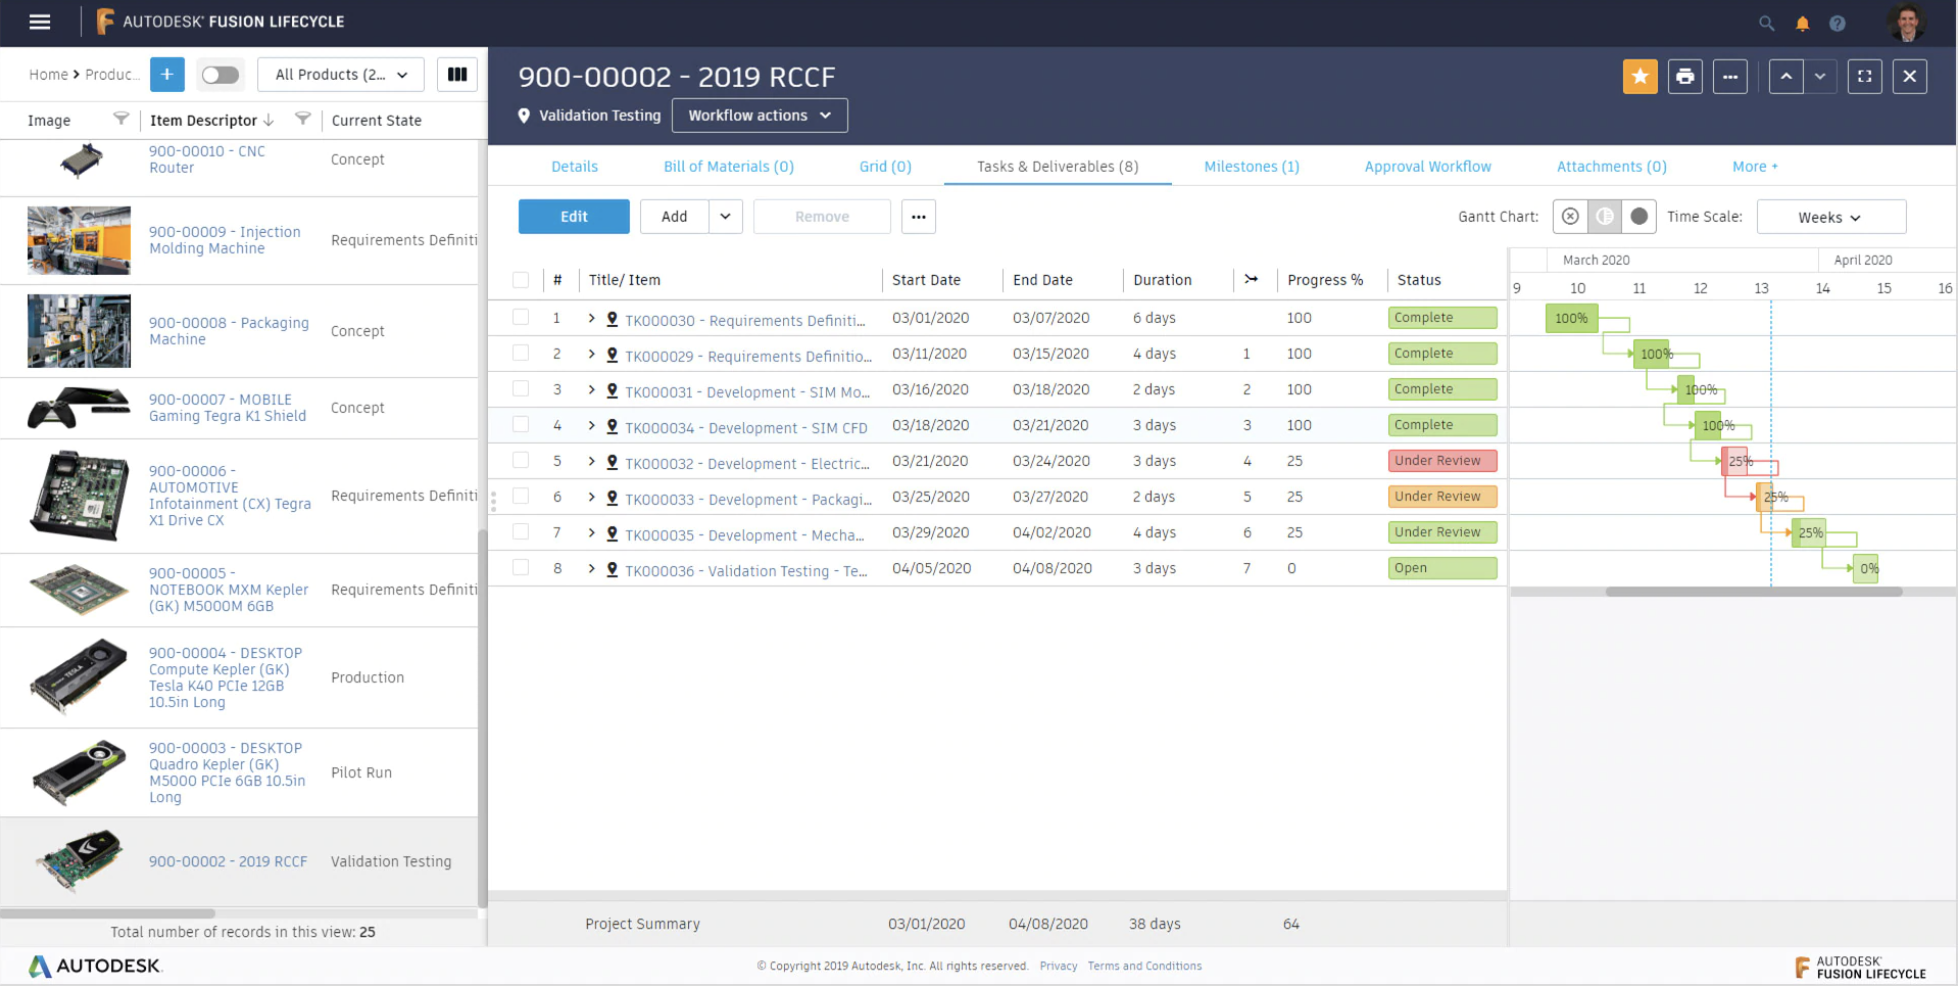 AUTODESK® FUSION LIFECYCLE
Home > Produc...
+
All Products (2...
Image
Item Descriptor
Current State
900-00010 - CNC
Router
Concept
900-00009 - Injection
Molding Machine
Requirements Definiti
900-00008 - Packaging
Machine
Concept
900-00007 - MOBILE
Gaming Tegra K1 Shield
Concept
900-00006 -
AUTOMOTIVE
Infotainment (CX) Tegra
X1 Drive CX
Requirements Definiti
900-00005 -
NOTEBOOK MXM Kepler
(GK) M5000M 6GB
Requirements Definiti
900-00004 - DESKTOP
Compute Kepler (GK)
Tesla K40 PCIe 12GB
10.5in Long
Production
900-00003 - DESKTOP
Quadro Kepler (GK)
M5000 PCIe 6GB 10.5in
Long
Pilot Run
900-00002 - 2019 RCCF
Validation Testing
Total number of records in this view: 25
900-00002 - 2019 RCCF
Validation Testing
Workflow actions
Details
Bill of Materials (0)
Grid (0)
Tasks & Deliverables (8)
Milestones (1)
Approval Workflow
Attachments (0)
More +
Edit
Add
Remove
...
Gantt Chart:
Time Scale:
Weeks
# Title/ Item Start Date End Date Duration Progress % Status
1 TK000030 - Requirements Definiti... 03/01/2020 03/07/2020 6 days 100 Complete
2 TK000029 - Requirements Definitio... 03/11/2020 03/15/2020 4 days 1 100 Complete
3 TK000031 - Development - SIM Mo... 03/16/2020 03/18/2020 2 days 2 100 Complete
4 TK000034 - Development - SIM CFD 03/18/2020 03/21/2020 3 days 3 100 Complete
5 TK000032 - Development - Electric... 03/21/2020 03/24/2020 3 days 4 25 Under Review
6 TK000033 - Development - Packagi... 03/25/2020 03/27/2020 2 days 5 25 Under Review
7 TK000035 - Development - Mecha... 03/29/2020 04/02/2020 4 days 6 25 Under Review
8 TK000036 - Validation Testing - Te... 04/05/2020 04/08/2020 3 days 7 0 Open
March 2020 April 2020
9 10 11 12 13 14 15 16
100%
100%
100%
100%
25%
25%
25%
0%
Project Summary 03/01/2020 04/08/2020 38 days 64
AUTODESK.
© Copyright 2019 Autodesk, Inc. All rights reserved. Privacy Terms and Conditions
AUTODESK®
FUSION LIFECYCLE